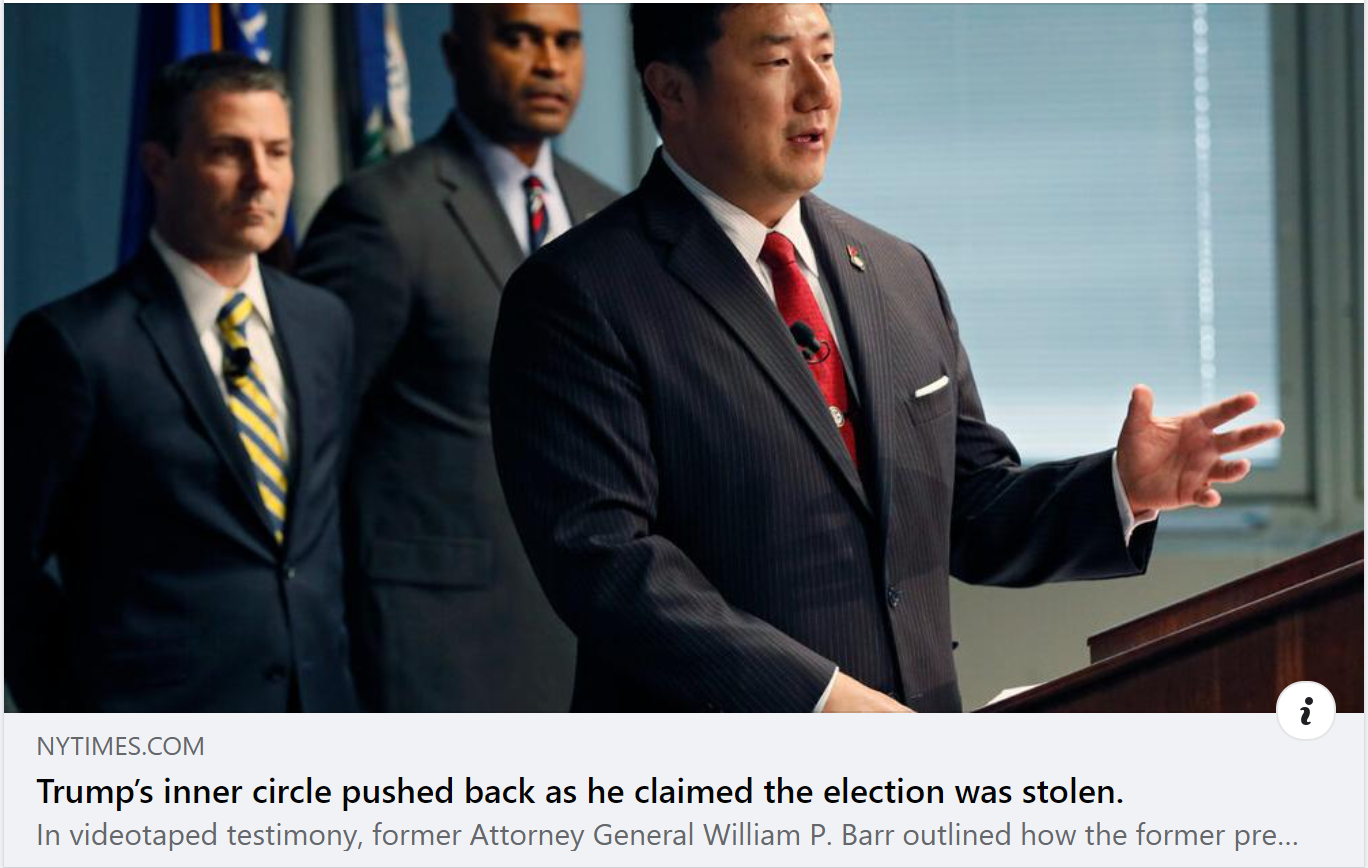 NYTIMES.COM
Trump’s inner circle pushed back as he claimed the election was stolen.
In videotaped testimony, former Attorney General William P. Barr outlined how the former pre...
i